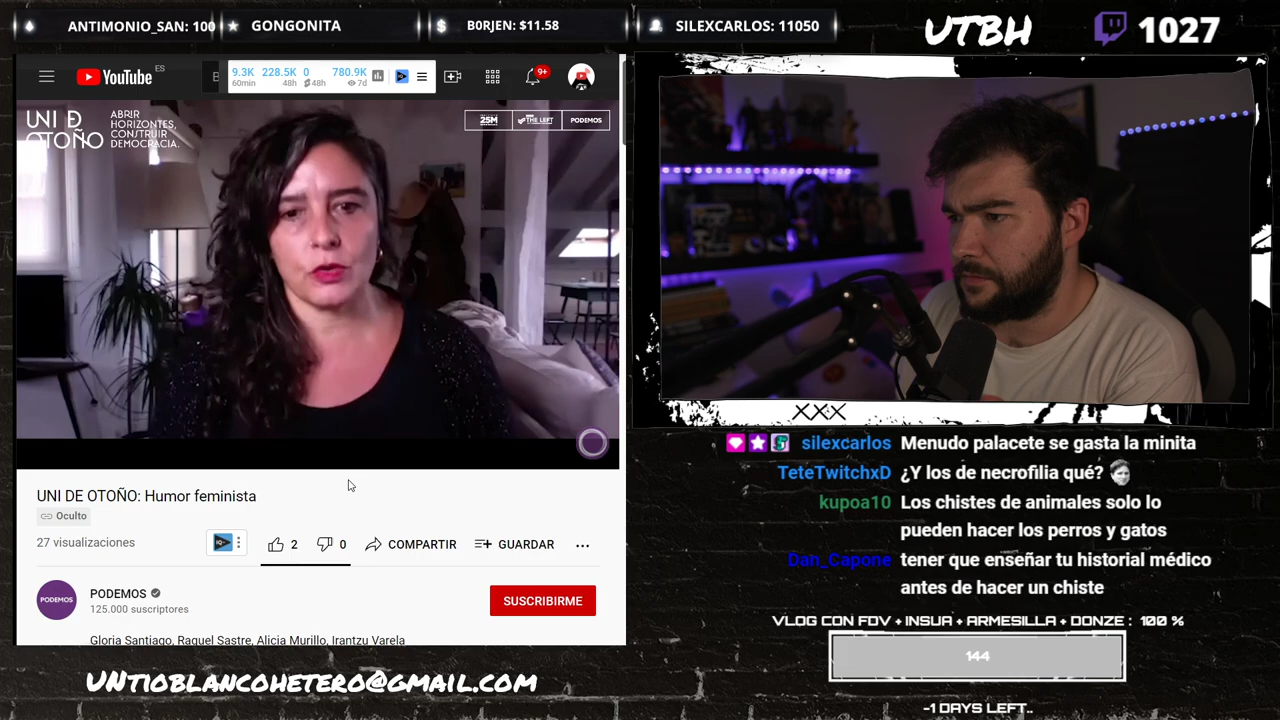 ANTIMONIO_SAN: 100
GONGONITA
B0RJEN: $11.58
SILEXCARLOS: 11050
UTBH
1027
YouTube ES
9.3K 228.5K 0 780.9K
60min 48h 48h 7d
9+
UNI D OTOÑO
ABRIR
HORIZONTES,
CONSTRUIR
DEMOCRACIA.
25M
THE LEFT
PODEMOS
UNI DE OTOÑO: Humor feminista
Oculto
27 visualizaciones
IQ
2
0
COMPARTIR
GUARDAR
PODEMOS
PODEMOS
125.000 suscriptores
SUSCRIBIRME
Gloria Santiago, Raquel Sastre, Alicia Murillo, Irantzu Varela
UNtioblancohetero@gmail.com
XXX
silexcarlos Menudo palacete se gasta la minita
TeteTwitchxD ¿Y los de necrofilia qué?
kupoa10 Los chistes de animales solo lo
pueden hacer los perros y gatos
Dan_Capone tener que enseñar tu historial médico
antes de hacer un chiste
VLOG CON FDV + INSUA + ARMESILLA + DONZE : 100 %
144
-1 DAYS LEFT..